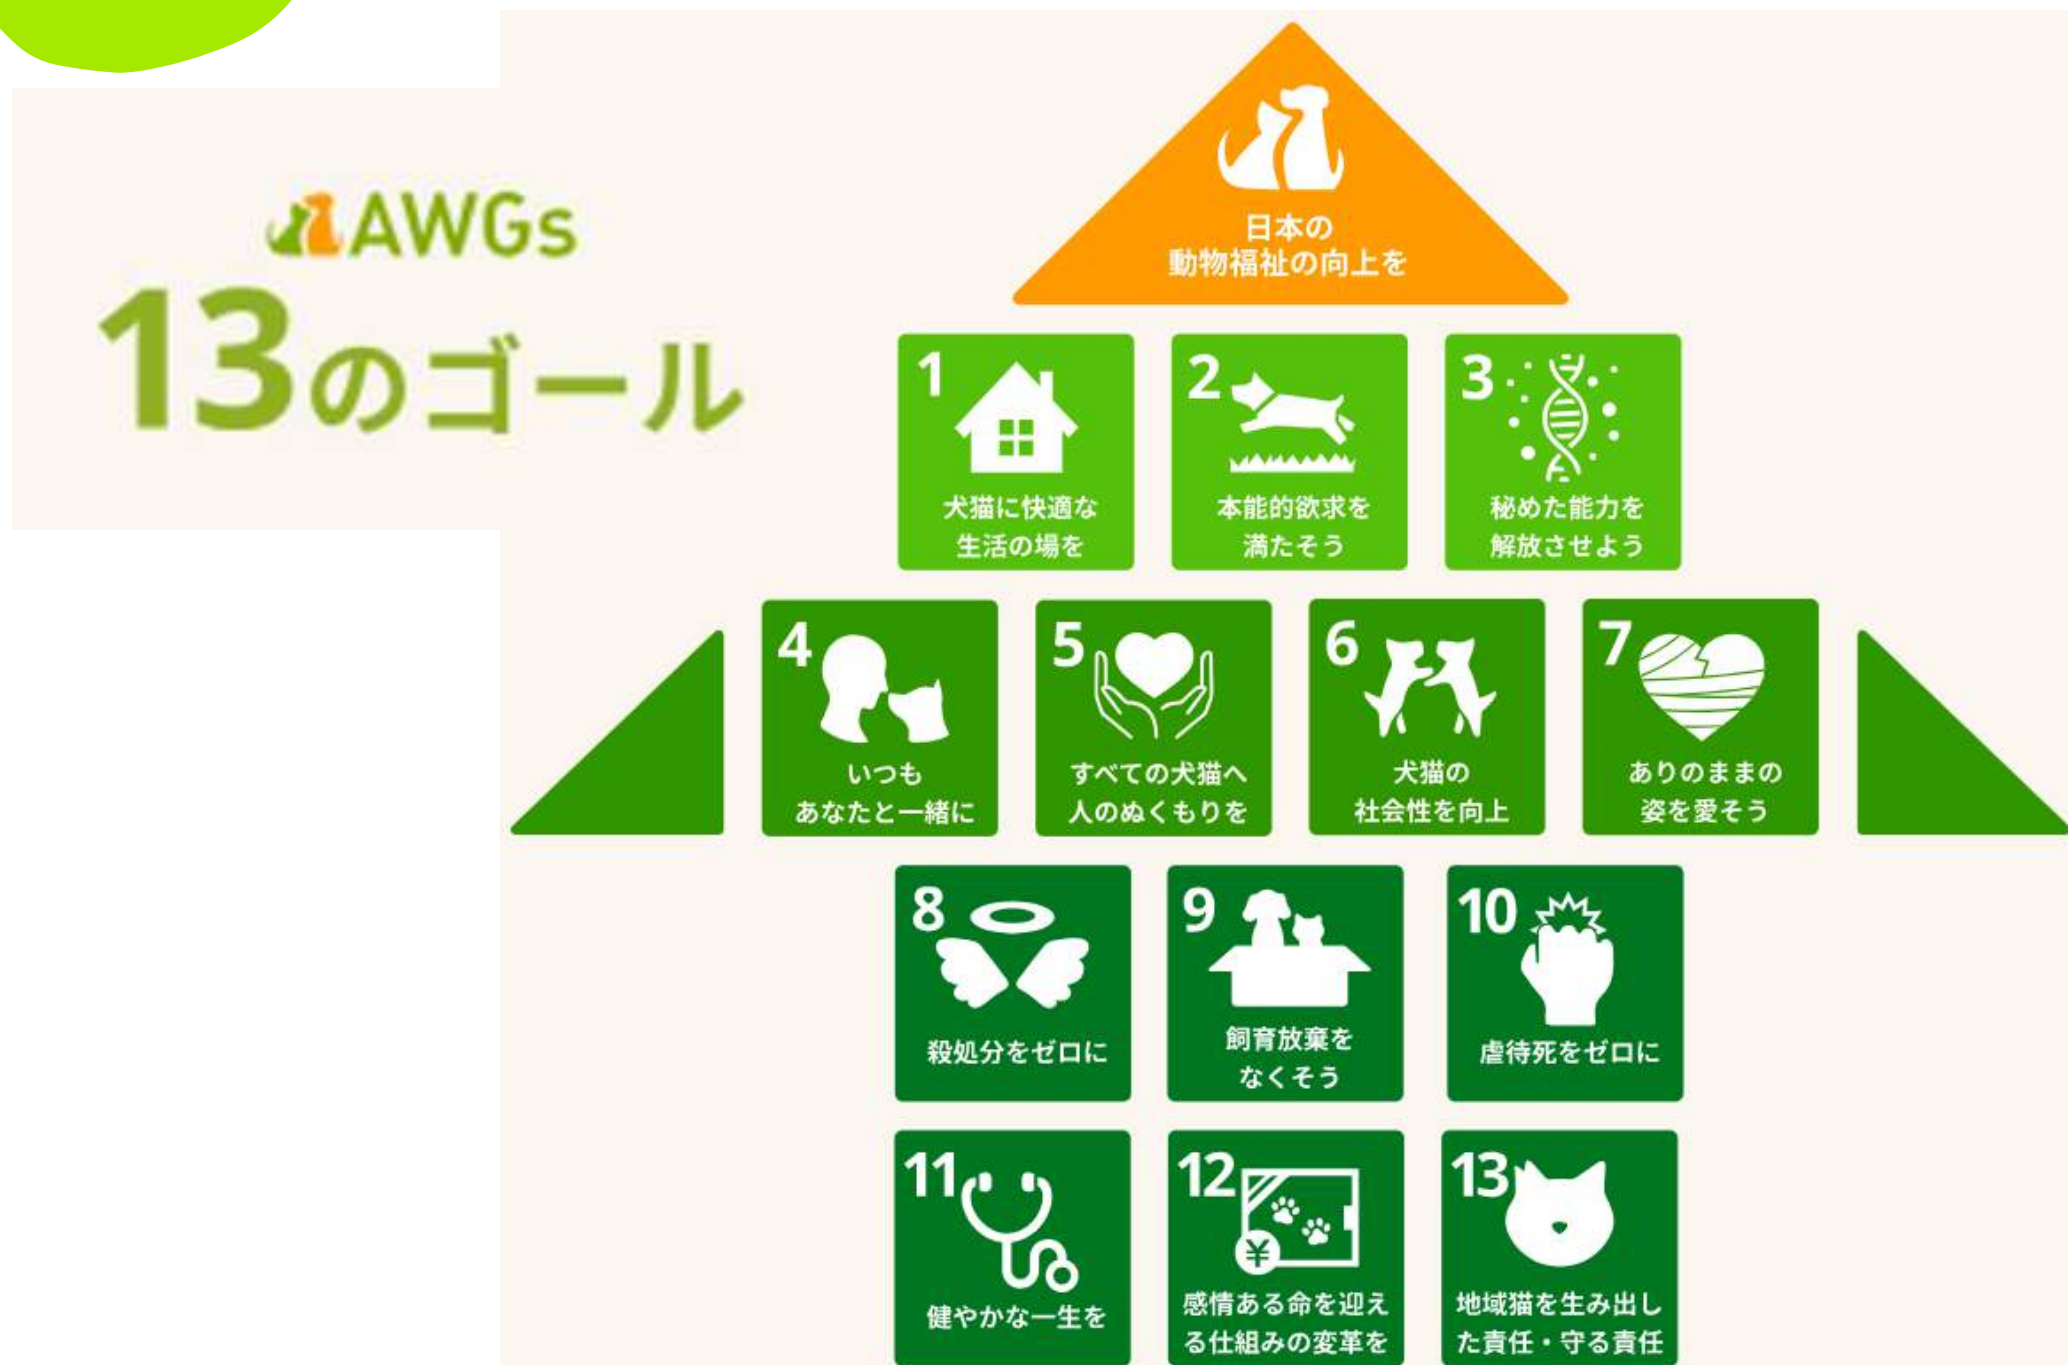 AWGs
13のゴール
日本の
動物福祉の向上を
1
犬猫に快適な
生活の場を
2
本能的欲求を
満たそう
3
秘めた能力を
解放させよう
4
いつも
あなたと一緒に
5
すべての犬猫へ
人のぬくもりを
6
犬猫の
社会性を向上
7
ありのままの
姿を愛そう
8
殺処分をゼロに
9
飼育放棄を
なくそう
10
虐待死をゼロに
11
健やかな一生を
12
¥
感情ある命を迎え
る仕組みの変革を
13
地域猫を生み出し
た責任・守る責任